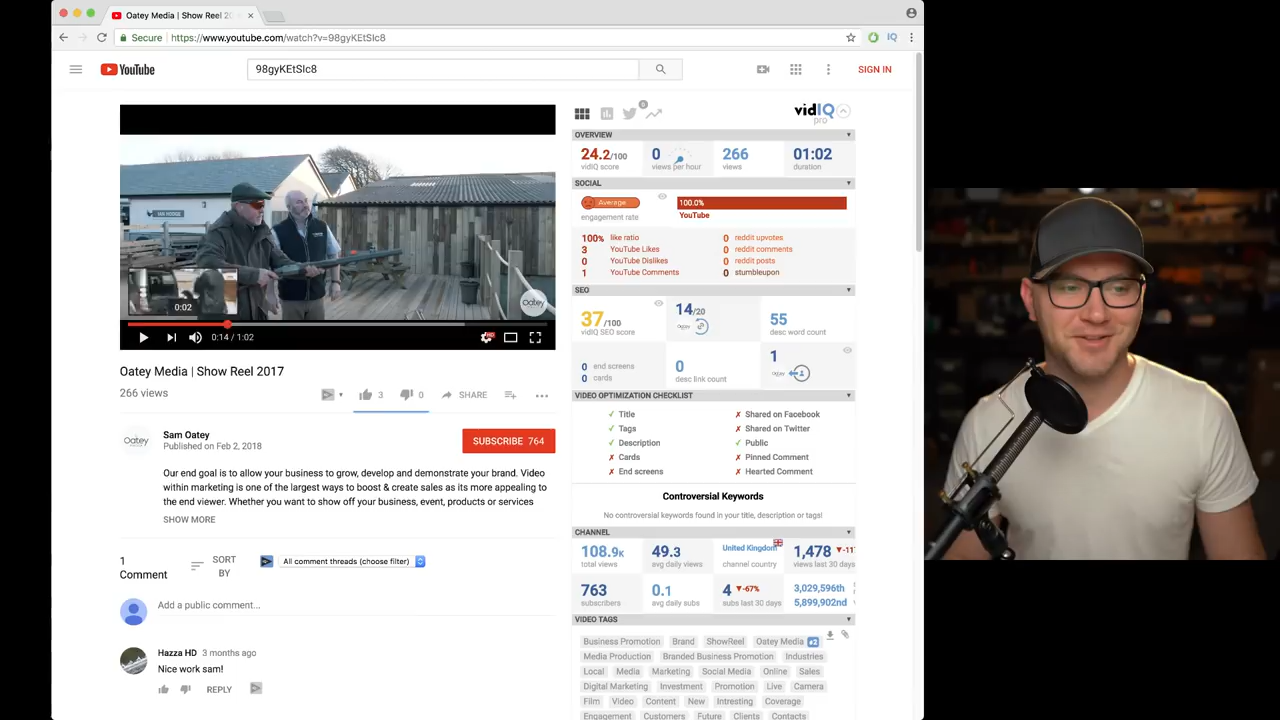 Oatey Media | Show Reel 20
Secure
https://www.youtube.com/watch?v=98gyKEtSIc8
IQ
YouTube
98gyKEtSIc8
SIGN IN
IAN HODGE
0:02
Oatey
0:14 / 1:02
HD
Oatey Media | Show Reel 2017
266 views
3
0
SHARE
Oatey
Sam Oatey
Published on Feb 2, 2018
SUBSCRIBE 764
Our end goal is to allow your business to grow, develop and demonstrate your brand. Video
within marketing is one of the largest ways to boost & create sales as its more appealing to
the end viewer. Whether you want to show off your business, event, products or services
SHOW MORE
1
Comment
SORT
BY
All comment threads (choose filter)
Add a public comment...
Hazza HD 3 months ago
Nice work sam!
REPLY
0
vidIQ
pro
OVERVIEW
24.2/100
vidIQ score
0
views per hour
266
views
01:02
duration
SOCIAL
Average
engagement rate
100.0%
YouTube
100% like ratio
3 YouTube Likes
0 YouTube Dislikes
1 YouTube Comments
0 reddit upvotes
0 reddit comments
0 reddit posts
0 stumbleupon
SEO
37/100
vidIQ SEO score
14/20
55
desc word count
0 end screens
0 cards
0
desc link count
1
VIDEO OPTIMIZATION CHECKLIST
✓ Title
✓ Tags
✓ Description
✗ Cards
✗ End screens
✗ Shared on Facebook
✗ Shared on Twitter
✓ Public
✗ Pinned Comment
✗ Hearted Comment
Controversial Keywords
No controversial keywords found in your title, description or tags!
CHANNEL
108.9K
total views
49.3
avg daily views
United Kingdom
channel country
1,478 ▼-11
views last 30 days
763
subscribers
0.1
avg daily subs
4 ▼-67%
subs last 30 days
3,029,596th
5,899,902nd
VIDEO TAGS
Business Promotion Brand ShowReel Oatey Media #2
Media Production Branded Business Promotion Industries
Local Media Marketing Social Media Online Sales
Digital Marketing Investment Promotion Live Camera
Film Video Content New Intresting Coverage
Engagement Customers Future Clients Contacts